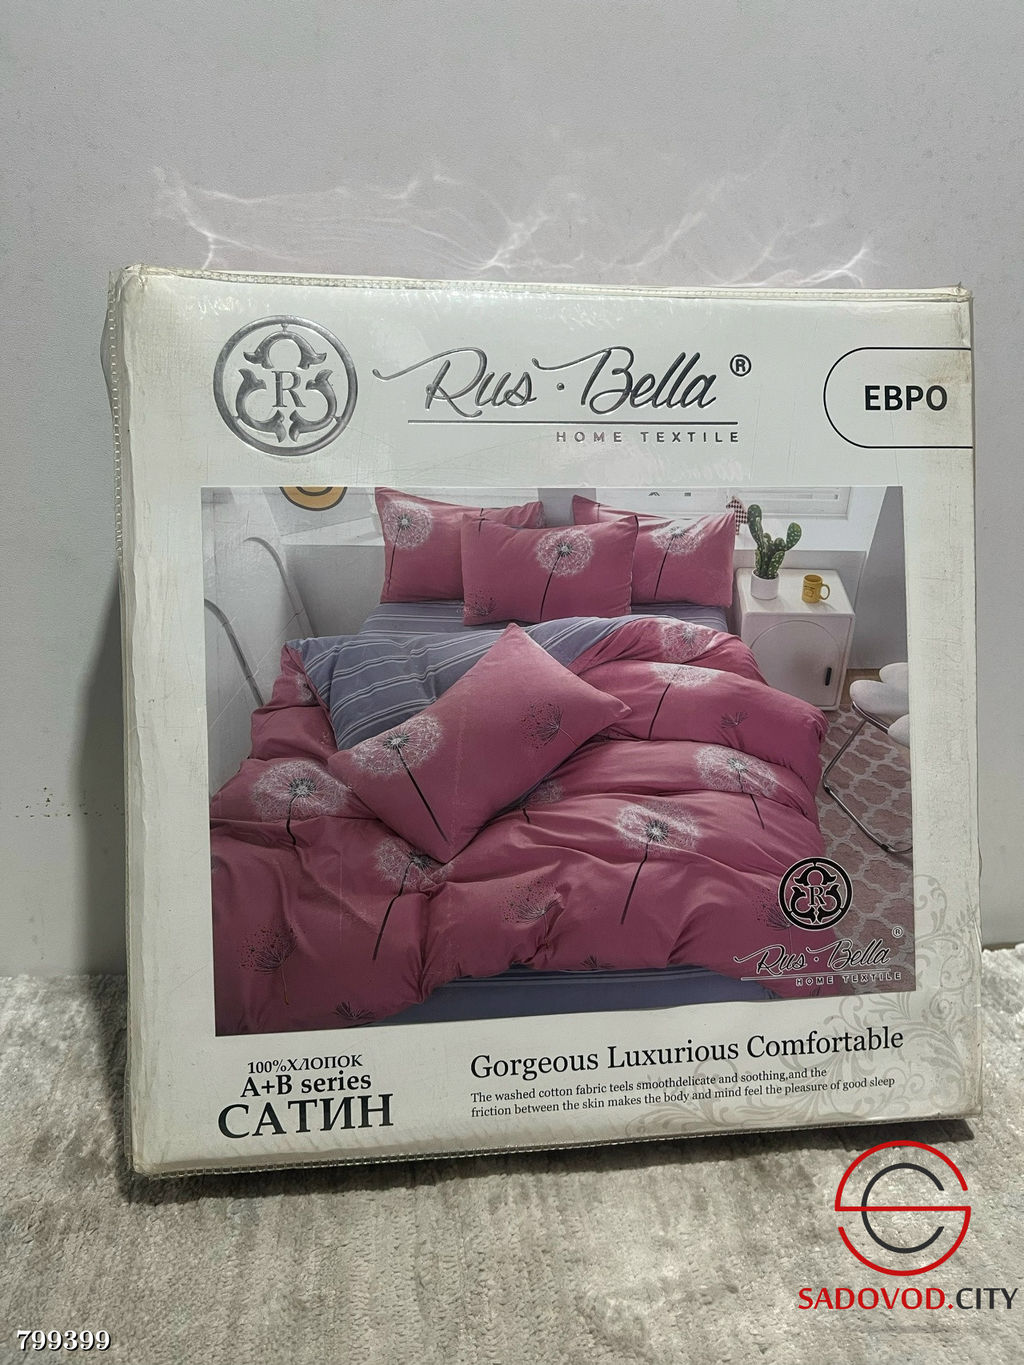 R
Rus · Bella ®
HOME TEXTILE
ЕВРО
R
Rus · Bella ®
HOME TEXTILE
100%ХЛОПОК
A+B series
САТИН
Gorgeous Luxurious Comfortable
The washed cotton fabric teels smoothdelicate and soothing,and the
friction between the skin makes the body and mind feel the pleasure of good sleep
SADOVOD.CITY
799399